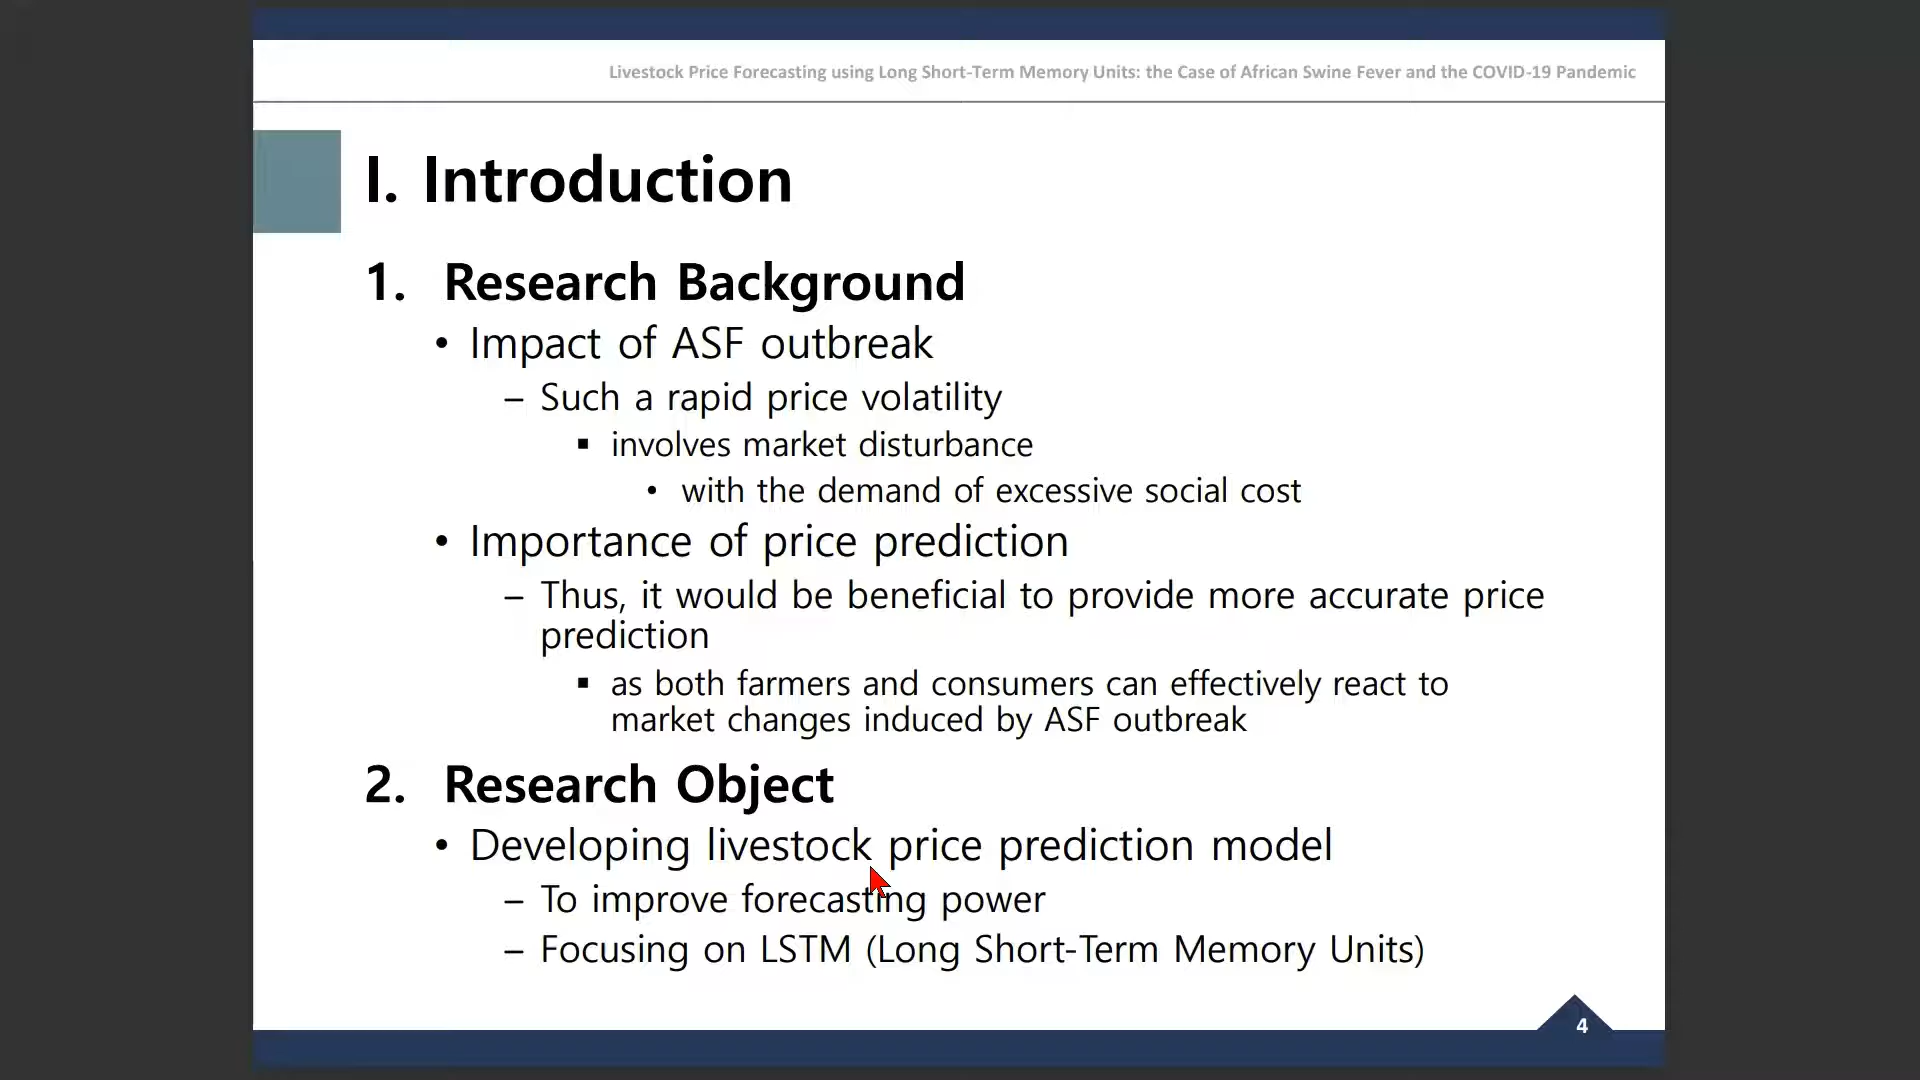 Livestock Price Forecasting using Long Short-Term Memory Units: the Case of African Swine Fever and the COVID-19 Pandemic
I. Introduction
1. Research Background
• Impact of ASF outbreak
– Such a rapid price volatility
▪ involves market disturbance
• with the demand of excessive social cost
• Importance of price prediction
– Thus, it would be beneficial to provide more accurate price
prediction
▪ as both farmers and consumers can effectively react to
market changes induced by ASF outbreak
2. Research Object
• Developing livestock price prediction model
– To improve forecasting power
– Focusing on LSTM (Long Short-Term Memory Units)
4